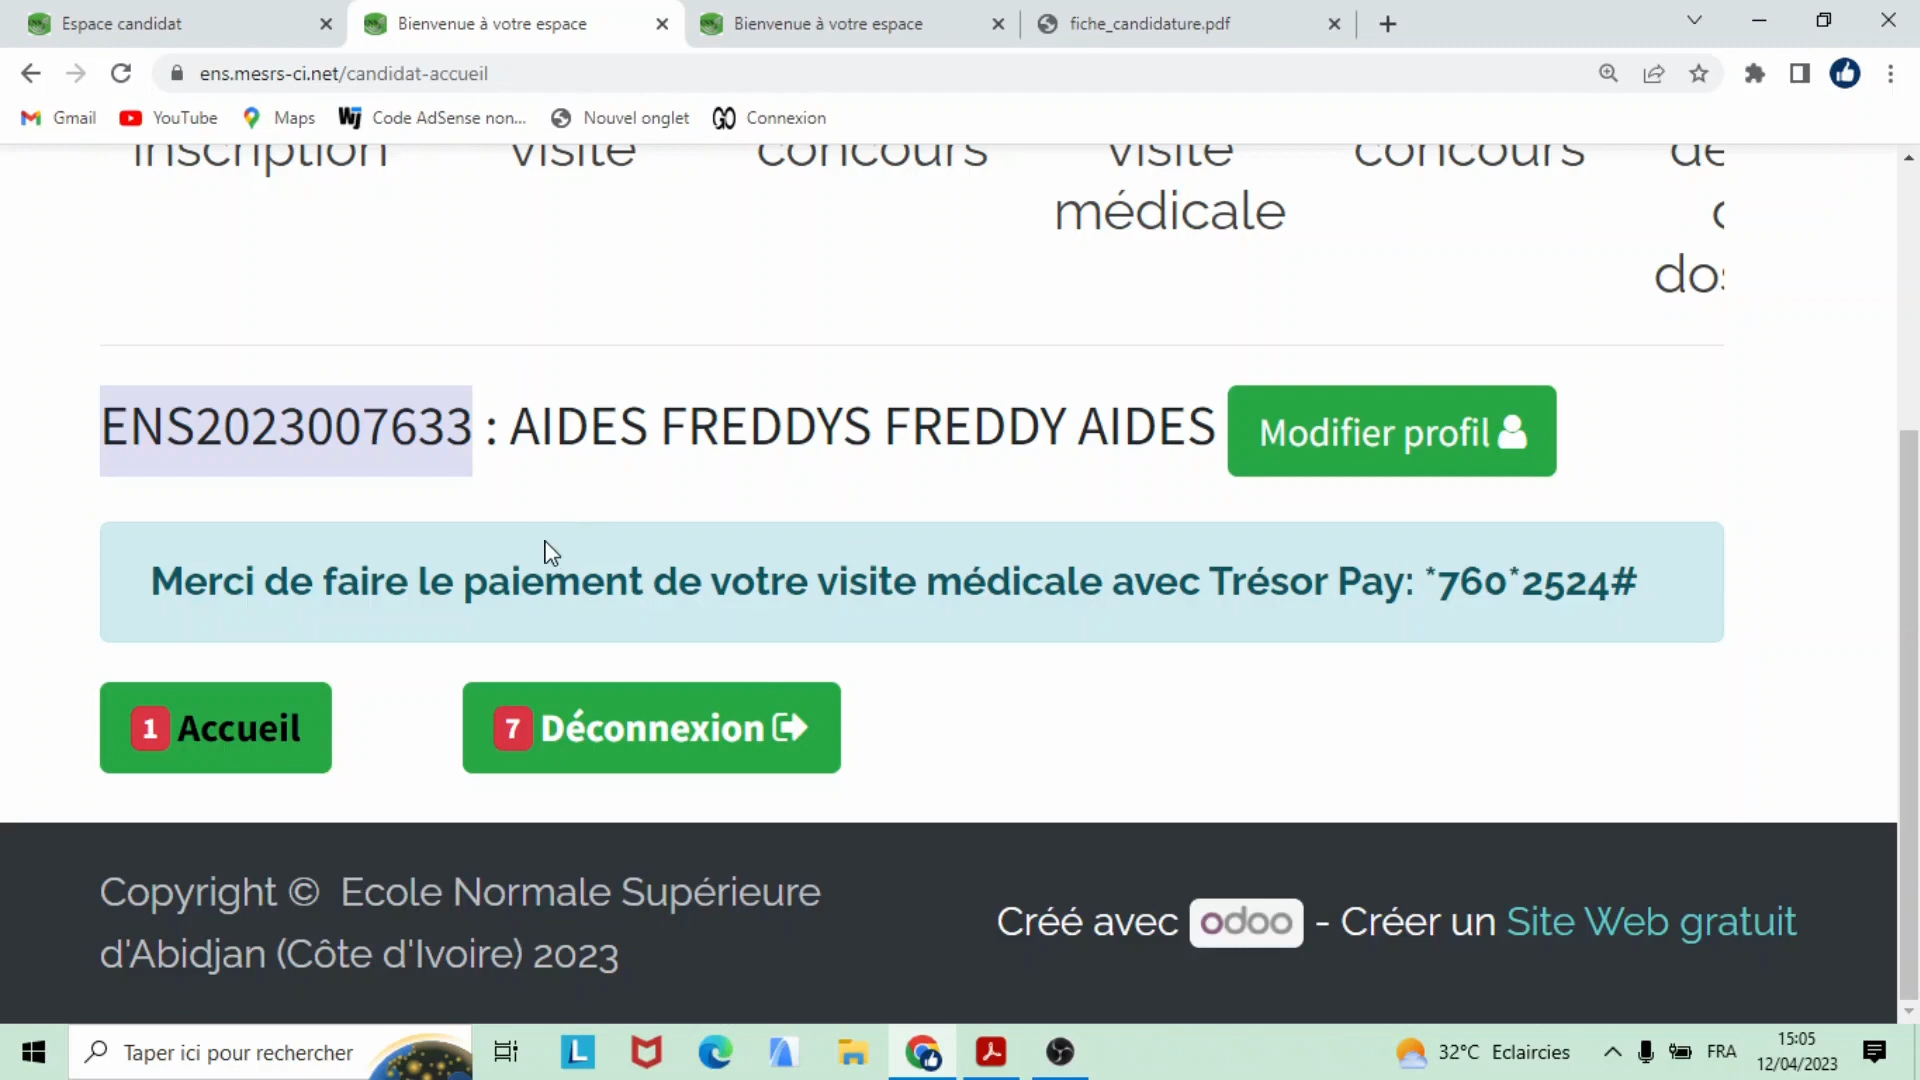 Espace candidat
Bienvenue à votre espace
Bienvenue à votre espace
fiche_candidature.pdf
ens.mesrs-ci.net/candidat-accueil
Gmail
YouTube
Maps
Code AdSense non...
Nouvel onglet
Connexion
inscription visite concours visite concours de
médicale
dos
ENS2023007633 : AIDES FREDDYS FREDDY AIDES Modifier profil
Merci de faire le paiement de votre visite médicale avec Trésor Pay: *760*2524#
1 Accueil
7 Déconnexion
Copyright © Ecole Normale Supérieure
d'Abidjan (Côte d'Ivoire) 2023
Créé avec odoo - Créer un Site Web gratuit
Taper ici pour rechercher
32°C Eclaircies
FRA
15:05
12/04/2023